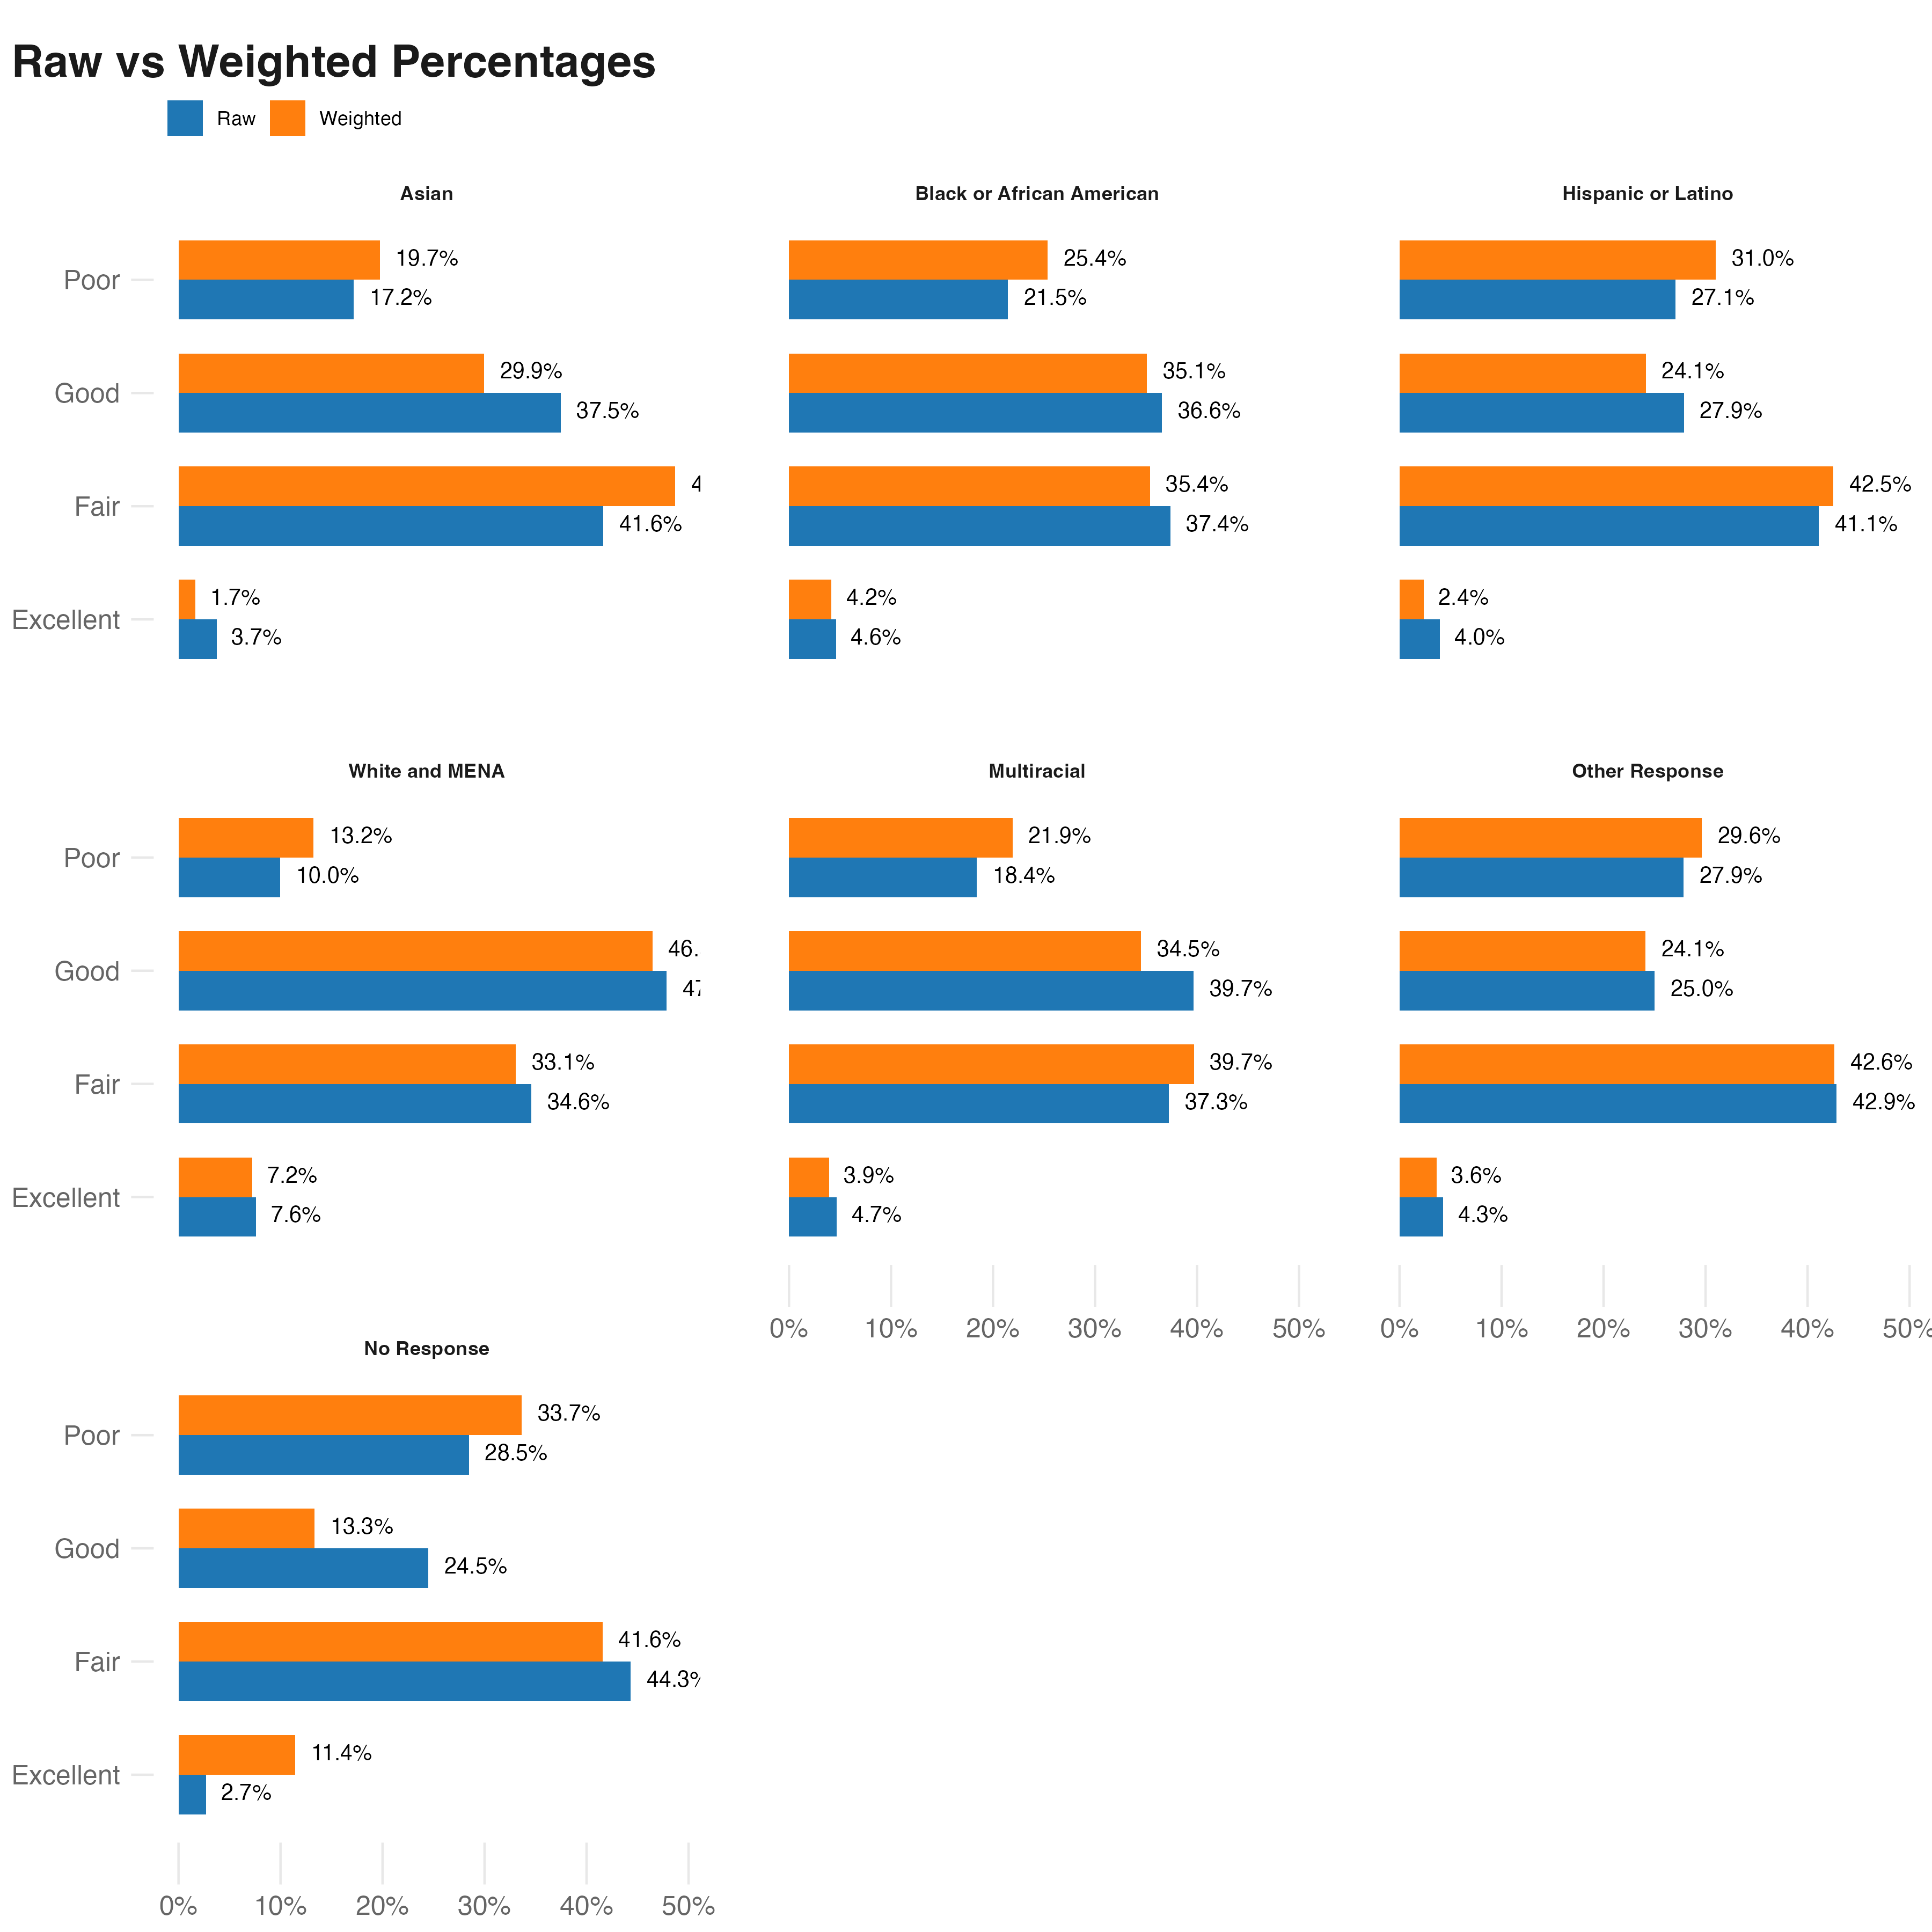 Raw vs Weighted Percentages
Raw Weighted
Asian Black or African American Hispanic or Latino
Poor 19.7% 25.4% 31.0%
17.2% 21.5% 27.1%
Good 29.9% 35.1% 24.1%
37.5% 36.6% 27.9%
Fair 4 35.4% 42.5%
41.6% 37.4% 41.1%
Excellent 1.7% 4.2% 2.4%
3.7% 4.6% 4.0%
White and MENA Multiracial Other Response
Poor 13.2% 21.9% 29.6%
10.0% 18.4% 27.9%
Good 46. 34.5% 24.1%
39.7% 25.0%
Fair 33.1% 39.7% 42.6%
34.6% 37.3% 42.9%
Excellent 7.2% 3.9% 3.6%
7.6% 4.7% 4.3%
0% 10% 20% 30% 40% 50% 0% 10% 20% 30% 40% 50%
No Response
Poor 33.7%
28.5%
Good 13.3%
24.5%
Fair 41.6%
44.3%
Excellent 11.4%
2.7%
0% 10% 20% 30% 40% 50%